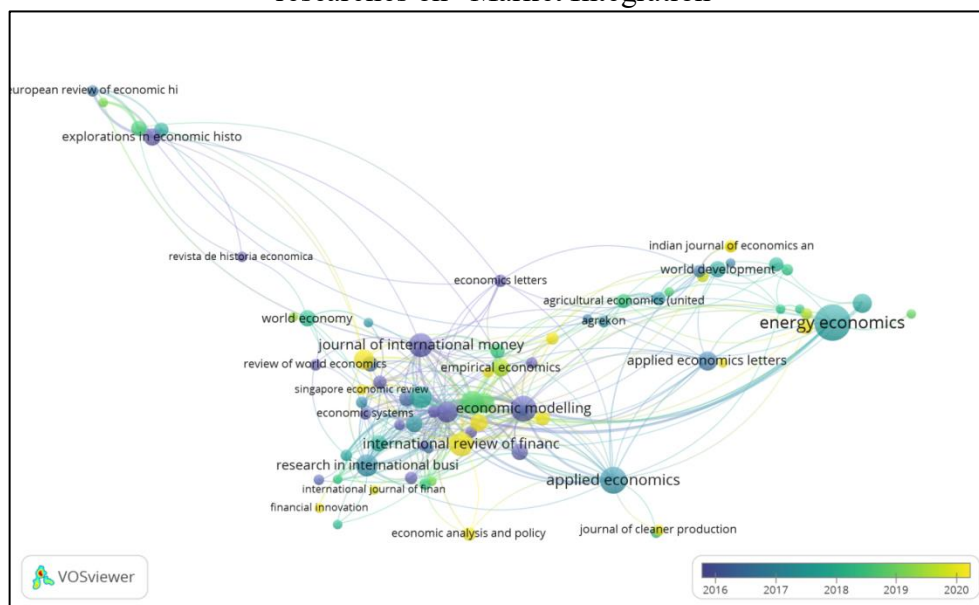 researches on "Market Integration"
european review of economic hi
explorations in economic histo
revista de historia economica
indian journal of economics an
world development
economics letters
agricultural economics (united
agrekon
world economy
energy economics
journal of international money
review of world economics
empirical economics
applied economics letters
singapore economic review
economic systems
economic modelling
international review of financ
research in international busi
applied economics
international journal of finan
financial innovation
economic analysis and policy
journal of cleaner production
VOSviewer
2016 2017 2018 2019 2020